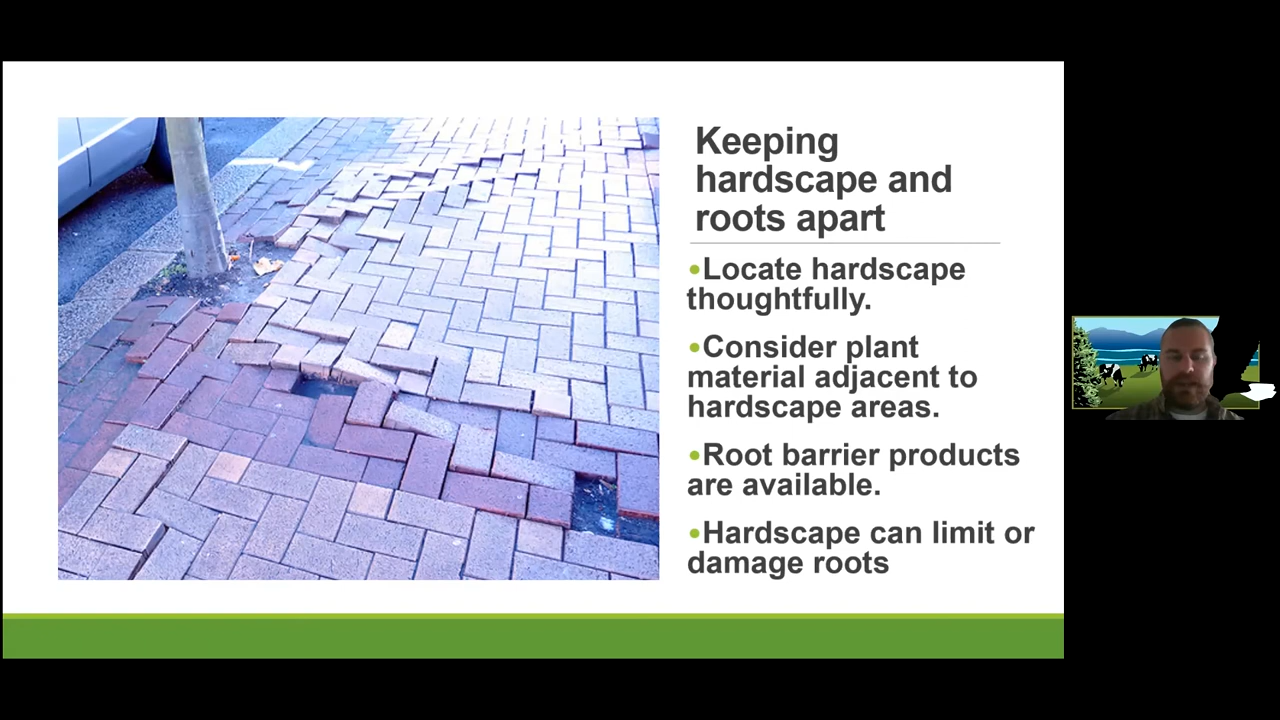 Keeping
hardscape and
roots apart
•Locate hardscape
thoughtfully.
•Consider plant
material adjacent to
hardscape areas.
•Root barrier products
are available.
•Hardscape can limit or
damage roots